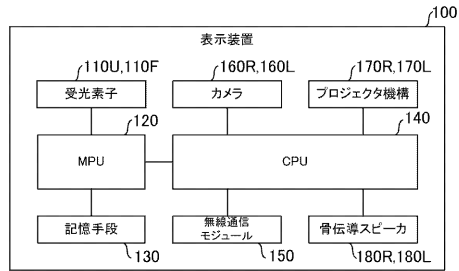 100
表示装置
110U,110F
160R,160L
170R,170L
受光素子
カメラ
プロジェクタ機構
120
140
MPU
CPU
記憶手段
無線通信
モジュール
骨伝導スピーカ
130
150
180R,180L